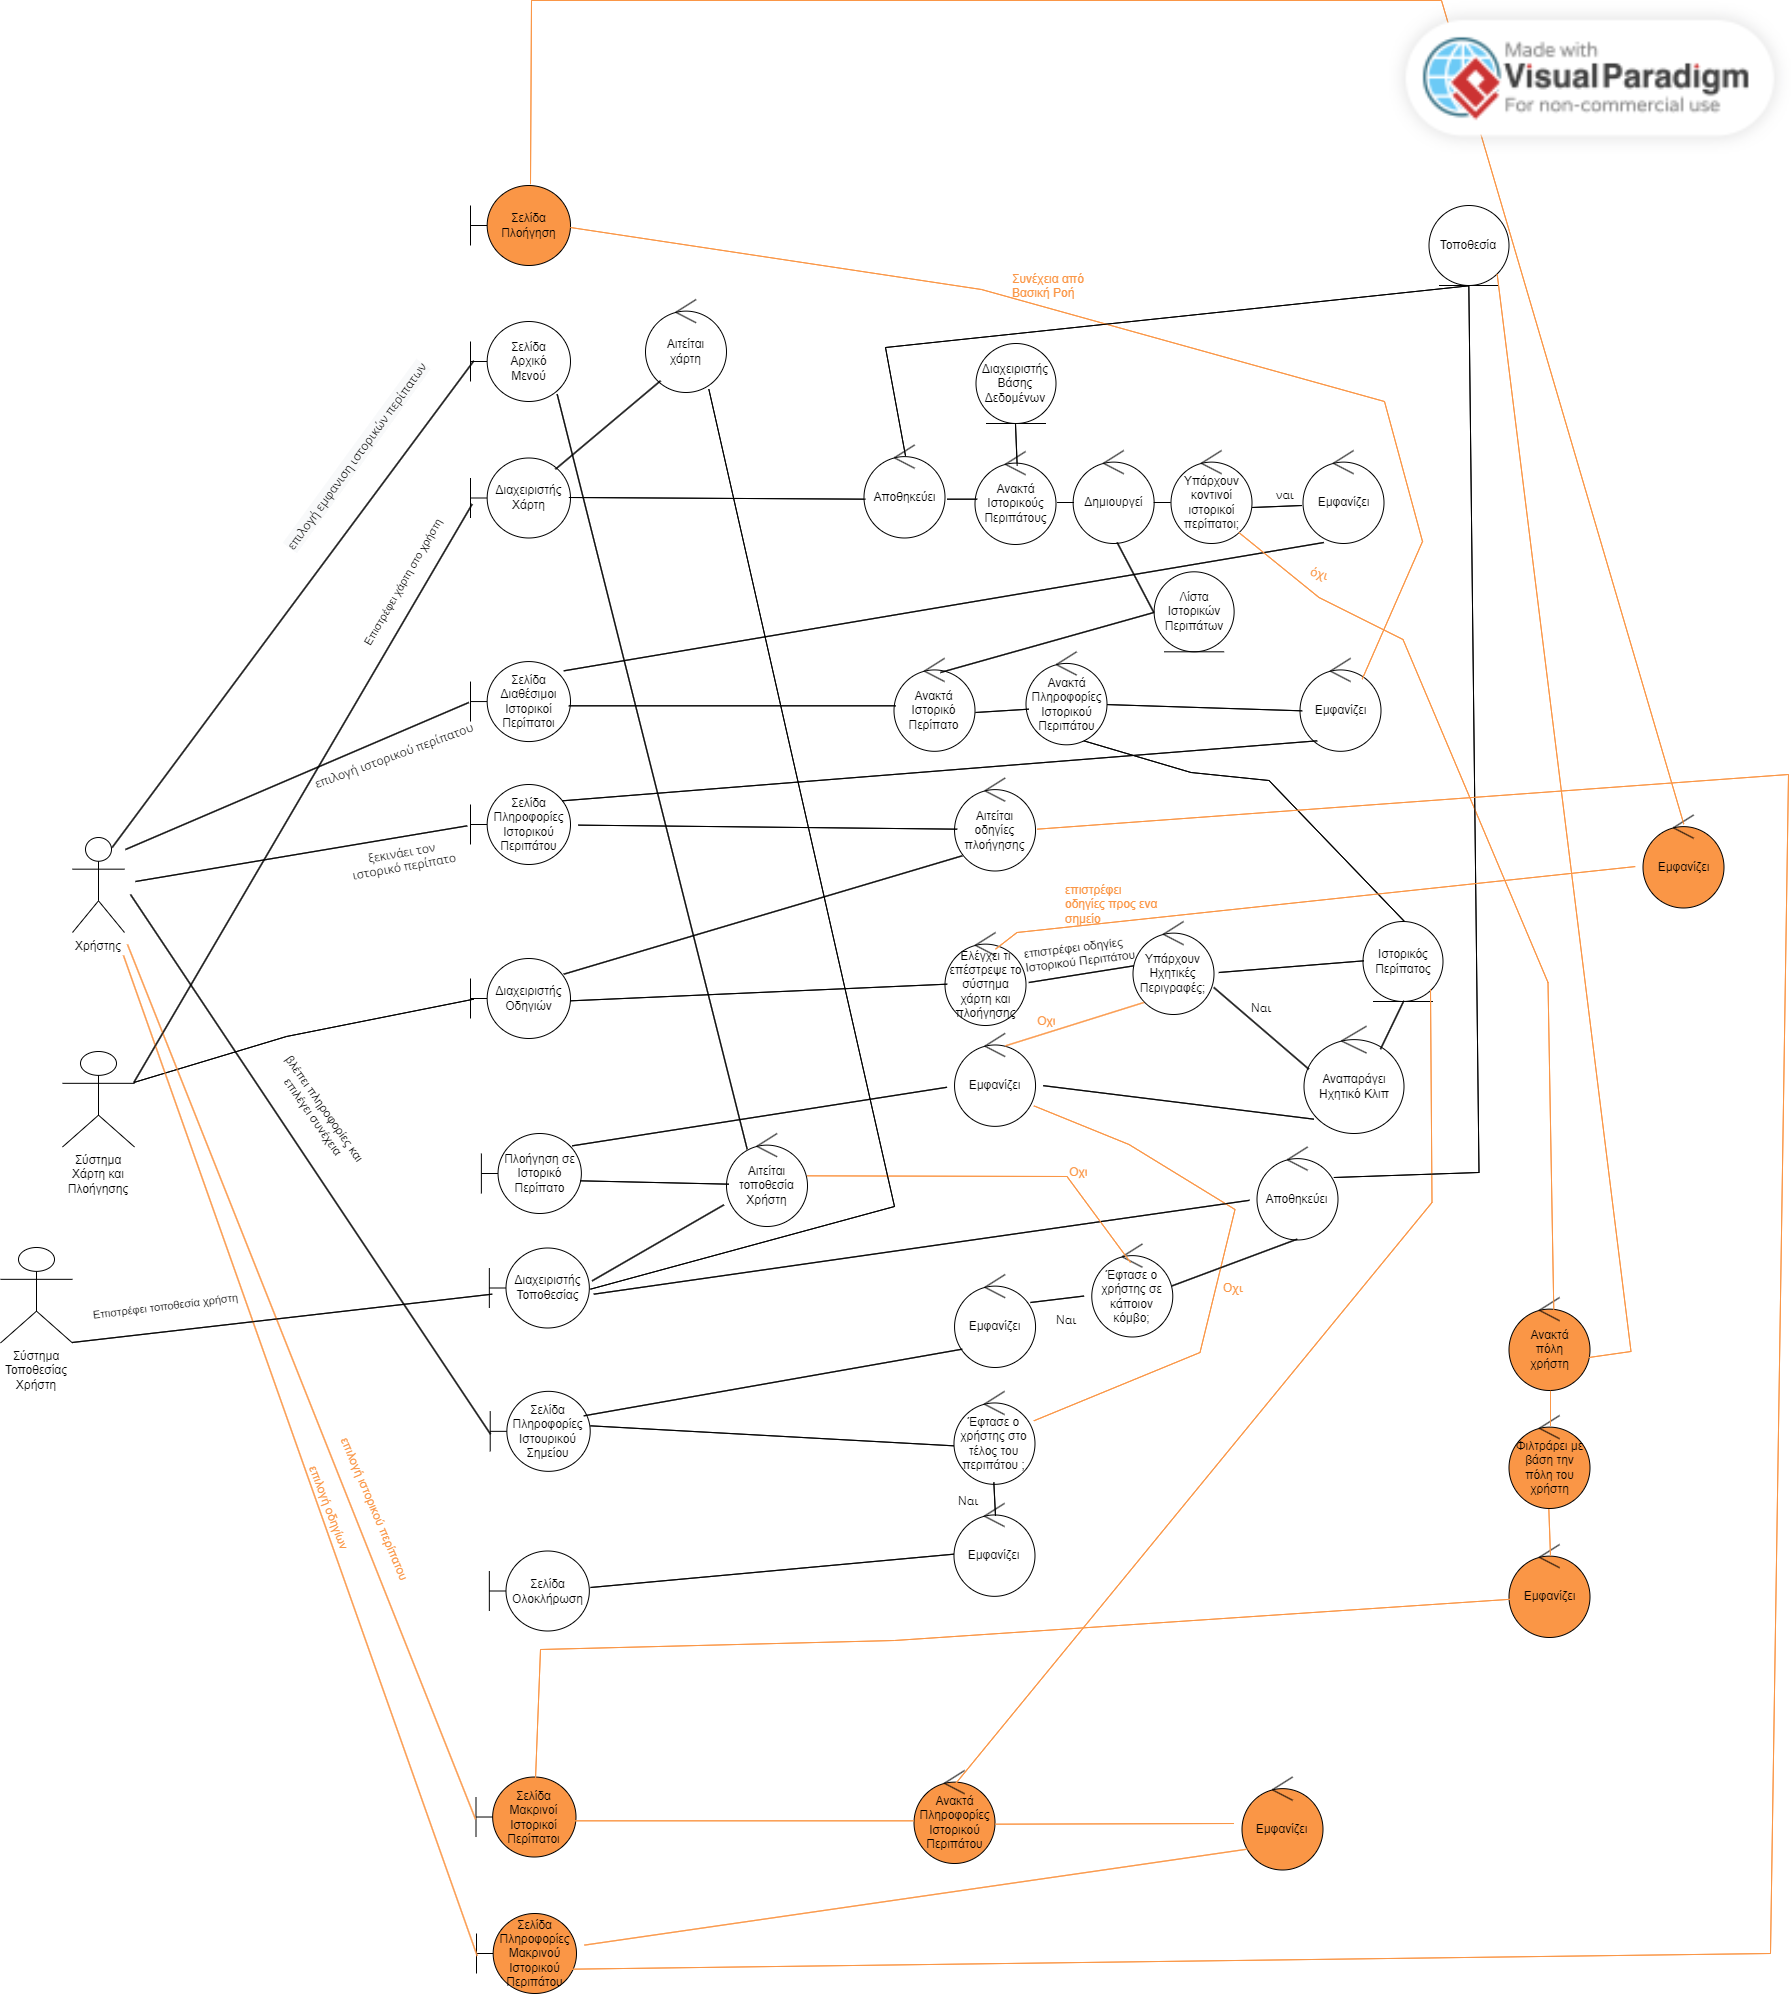 Made with
Visual Paradigm
For non-commercial use
Σελίδα
Πλοήγηση
Τοποθεσία
Συνέχεια από
Βασική Ροή
Σελίδα
Αρχικό
Μενού
Αιτείται
χάρτη
Διαχειριστής
Βάσης
Δεδομένων
επιλογή εμφανιση ιστορικών περίπατων
Διαχειριστής
Χάρτη
Αποθηκεύει
Ανακτά
Ιστορικούς
Περιπάτους
Δημιουργεί
Υπάρχουν
κοντινοί
ιστορικοί
περίπατοι;
ναι
Εμφανίζει
Επιστρέφει χάρτη στο χρήστη
όχι
Λίστα
Ιστορικών
Περιπάτων
Σελίδα
Διαθέσιμοι
Ιστορικοί
Περίπατοι
Ανακτά
Ιστορικό
Περίπατο
Ανακτά
Πληροφορίες
Ιστορικού
Περιπάτου
Εμφανίζει
επιλογή ιστορικού περίπατου
Σελίδα
Πληροφορίες
Ιστορικού
Περιπάτου
Αιτείται
οδηγίες
πλοήγησης
ξεκινάει τον
ιστορικό περίπατο
Εμφανίζει
Χρήστης
επιστρέφει
οδηγίες προς ενα
σημείο
Διαχειριστής
Οδηγιών
Ελέγχει τι
επέστρεψε το
σύστημα
χάρτη και
πλοήγησης
επιστρέφει οδηγίες
Ιστορικού Περιπάτου
Υπάρχουν
Ηχητικές
Περιγραφές;
Ιστορικός
Περίπατος
Οχι
Ναι
βλέπει πληροφορίες και
επιλέγει συνέχεια
Εμφανίζει
Αναπαράγει
Ηχητικό Κλιπ
Σύστημα
Χάρτη και
Πλοήγησης
Πλοήγηση σε
Ιστορικό
Περίπατο
Αιτείται
τοποθεσία
Χρήστη
Οχι
Αποθηκεύει
Επιστρέφει τοποθεσία χρήστη
Διαχειριστής
Τοποθεσίας
Έφτασε ο
χρήστης σε
κάποιον
κόμβο;
Οχι
Εμφανίζει
Ναι
Σύστημα
Τοποθεσίας
Χρήστη
Ανακτά
πόλη
χρήστη
Σελίδα
Πληροφορίες
Ιστουρικού
Σημείου
Έφτασε ο
χρήστης στο
τέλος του
περιπάτου ;
Φιλτράρει με
βάση την
πόλη του
χρήστη
επιλογή ιστορικού περίπατου
επιλογή οδηγίων
Ναι
Σελίδα
Ολοκλήρωση
Εμφανίζει
Εμφανίζει
Σελίδα
Μακρινοί
Ιστορικοί
Περίπατοι
Ανακτά
Πληροφορίες
Ιστορικού
Περιπάτου
Εμφανίζει
Σελίδα
Πληροφορίες
Μακρινού
Ιστορικού
Περιπάτου